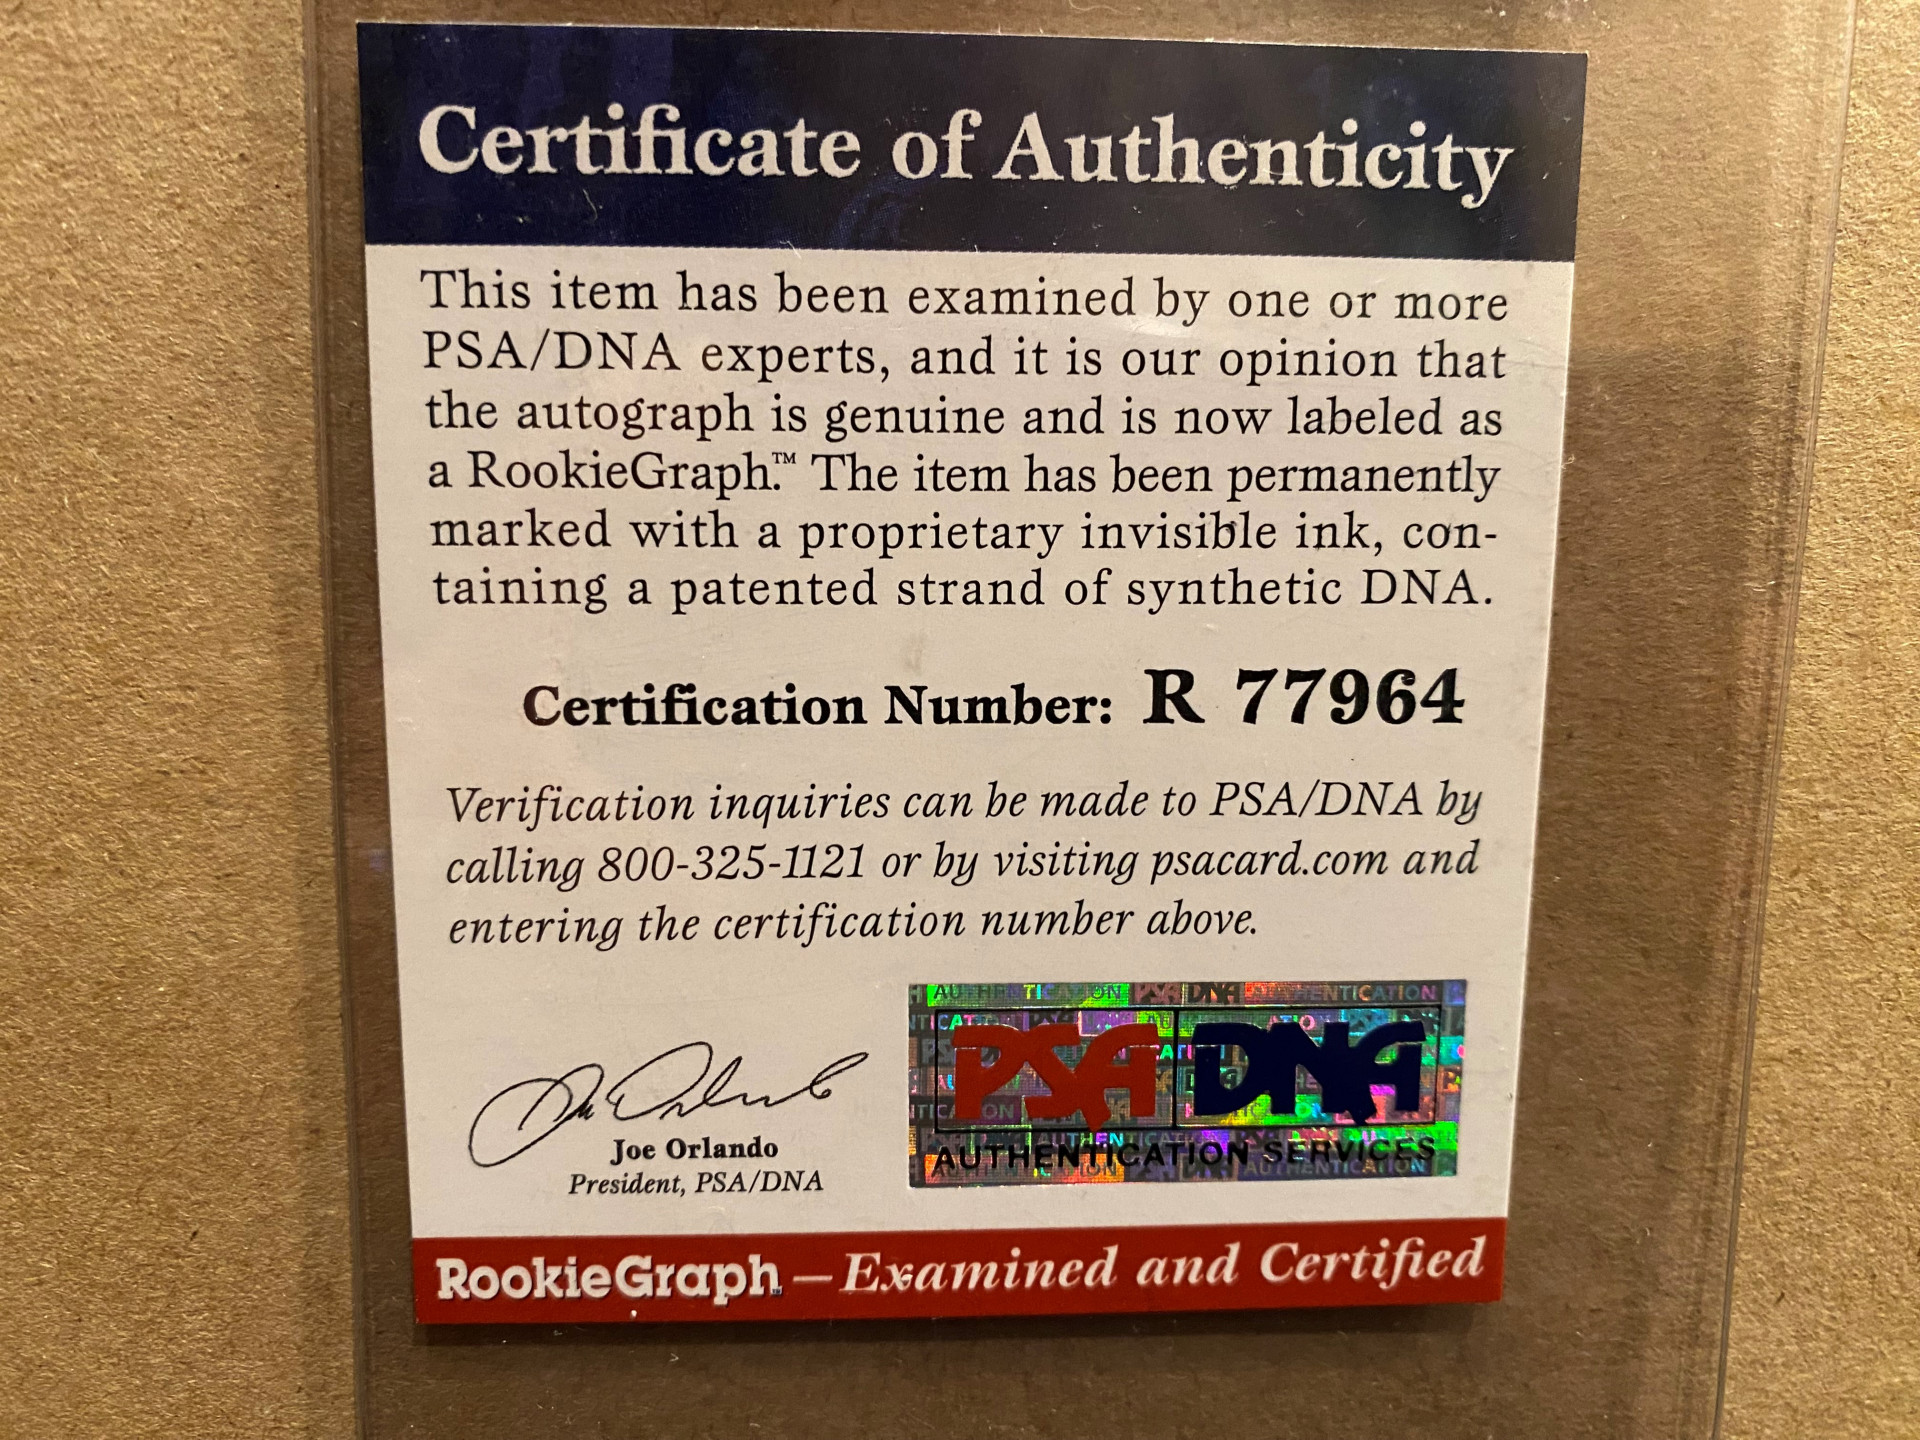 Certificate of Authenticity
This item has been examined by one or more
PSA/DNA experts, and it is our opinion that
the autograph is genuine and is now labeled as
a RookieGraph.™ The item has been permanently
marked with a proprietary invisible ink, con-
taining a patented strand of synthetic DNA.
Certification Number: R 77964
Verification inquiries can be made to PSA/DNA by
calling 800-325-1121 or by visiting psacard.com and
entering the certification number above.
Joe Orlando
President, PSA/DNA
PSA DNA
AUTHENTICATION SERVICES
RookieGraph™ — Examined and Certified